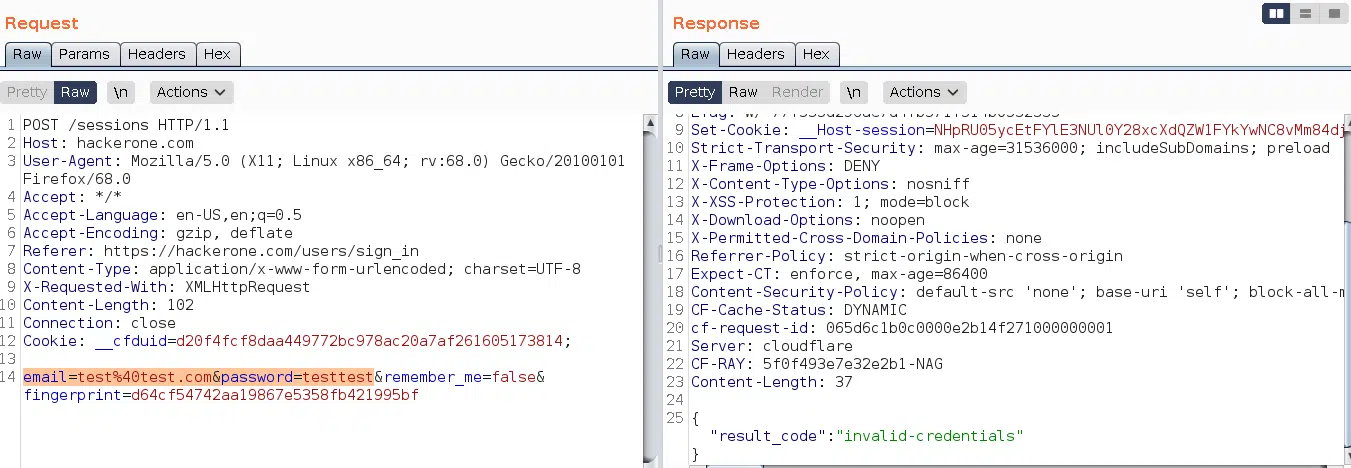 Request
Raw Params Headers Hex
Pretty Raw \n Actions
1 POST /sessions HTTP/1.1
2 Host: hackerone.com
3 User-Agent: Mozilla/5.0 (X11; Linux x86_64; rv:68.0) Gecko/20100101
Firefox/68.0
4 Accept: */*
5 Accept-Language: en-US,en;q=0.5
6 Accept-Encoding: gzip, deflate
7 Referer: https://hackerone.com/users/sign_in
8 Content-Type: application/x-www-form-urlencoded; charset=UTF-8
9 X-Requested-With: XMLHttpRequest
10 Content-Length: 102
11 Connection: close
12 Cookie: __cfduid=d20f4fcf8daa449772bc978ac20a7af261605173814;
13
14 email=test%40test.com&password=testtest&remember_me=false&
fingerprint=d64cf54742aa19867e5358fb421995bf
Response
Raw Headers Hex
Pretty Raw Render \n Actions
9 Set-Cookie: __Host-session=NHpRU05ycEtFYlE3NUl0Y28xcXdQZW1FYkYwNC8vMm84dj
10 Strict-Transport-Security: max-age=31536000; includeSubDomains; preload
11 X-Frame-Options: DENY
12 X-Content-Type-Options: nosniff
13 X-XSS-Protection: 1; mode=block
14 X-Download-Options: noopen
15 X-Permitted-Cross-Domain-Policies: none
16 Referrer-Policy: strict-origin-when-cross-origin
17 Expect-CT: enforce, max-age=86400
18 Content-Security-Policy: default-src 'none'; base-uri 'self'; block-all-m
19 CF-Cache-Status: DYNAMIC
20 cf-request-id: 065d6c1b0c0000e2b14f271000000001
21 Server: cloudflare
22 CF-RAY: 5f0f493e7e32e2b1-NAG
23 Content-Length: 37
24
25 {
"result_code":"invalid-credentials"
}